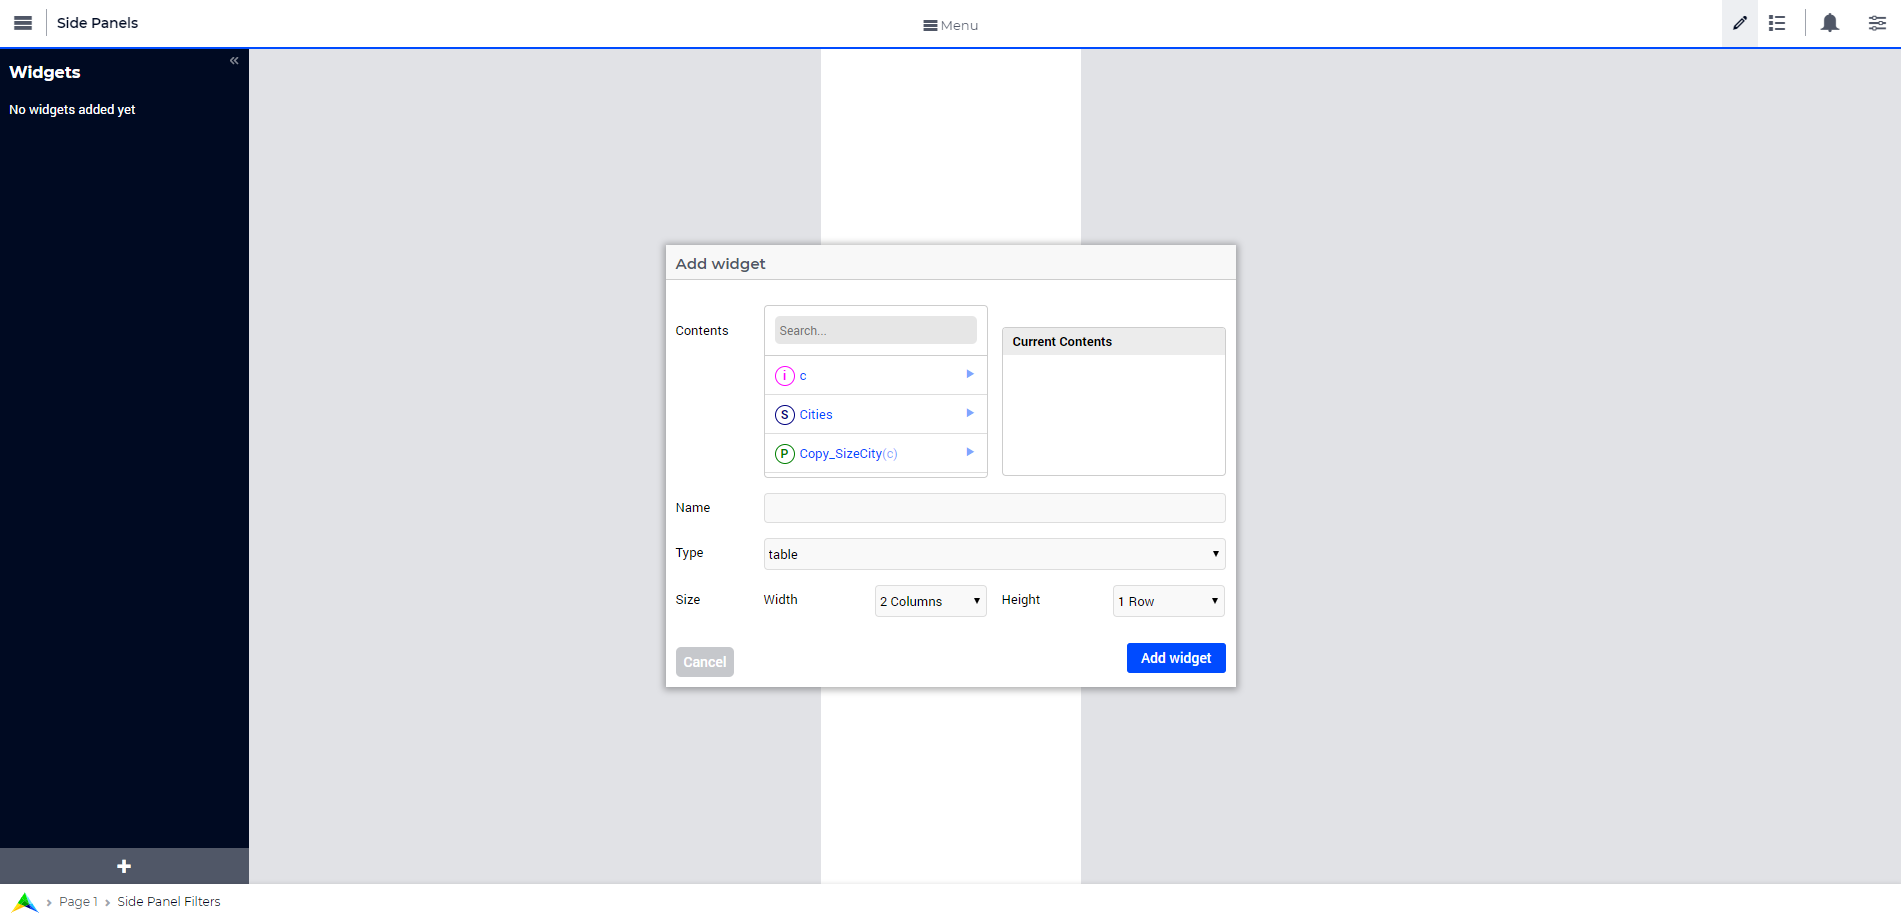 Side Panels
Menu
Widgets
«
No widgets added yet
Add widget
Contents
Search...
Current Contents
i c
S Cities
P Copy_SizeCity(c)
Name
Type
table
Size
Width
2 Columns
Height
1 Row
Cancel
Add widget
Page 1 › Side Panel Filters